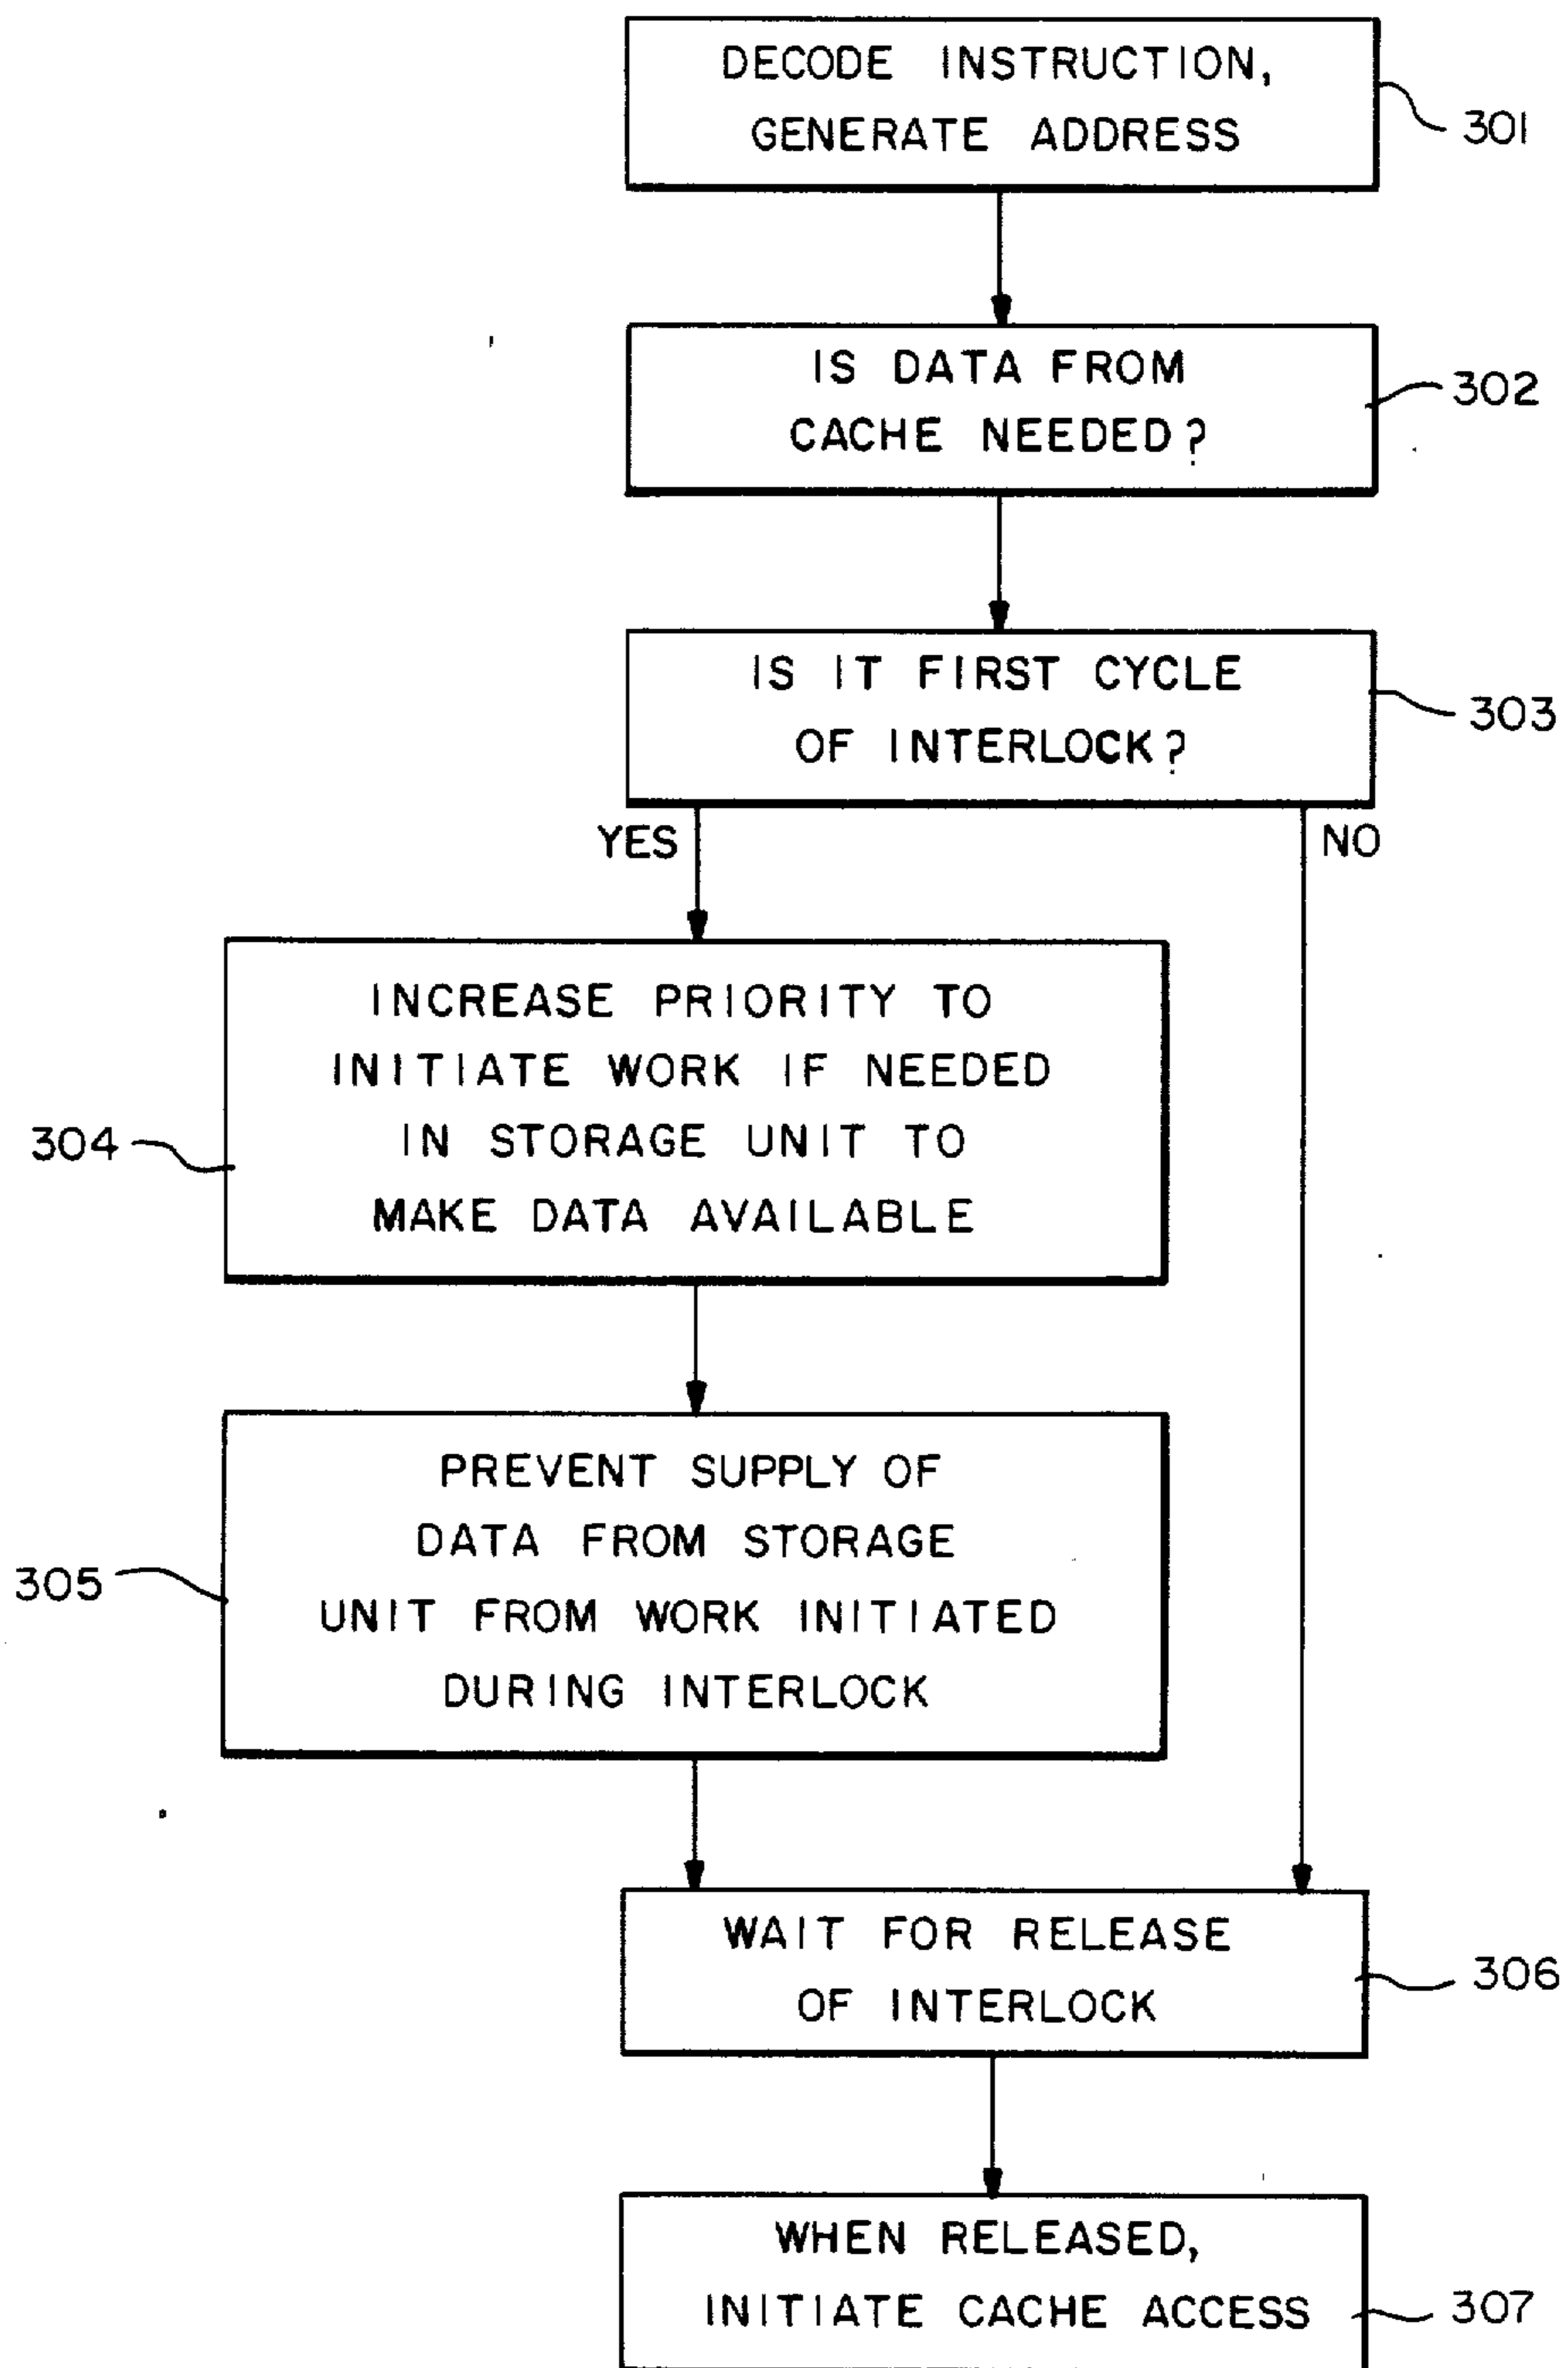 DECODE INSTRUCTION,
GENERATE ADDRESS
301
IS DATA FROM
CACHE NEEDED?
302
IS IT FIRST CYCLE
OF INTERLOCK?
303
YES
NO
INCREASE PRIORITY TO
INITIATE WORK IF NEEDED
IN STORAGE UNIT TO
MAKE DATA AVAILABLE
304
PREVENT SUPPLY OF
DATA FROM STORAGE
UNIT FROM WORK INITIATED
DURING INTERLOCK
305
WAIT FOR RELEASE
OF INTERLOCK
306
WHEN RELEASED,
INITIATE CACHE ACCESS
307